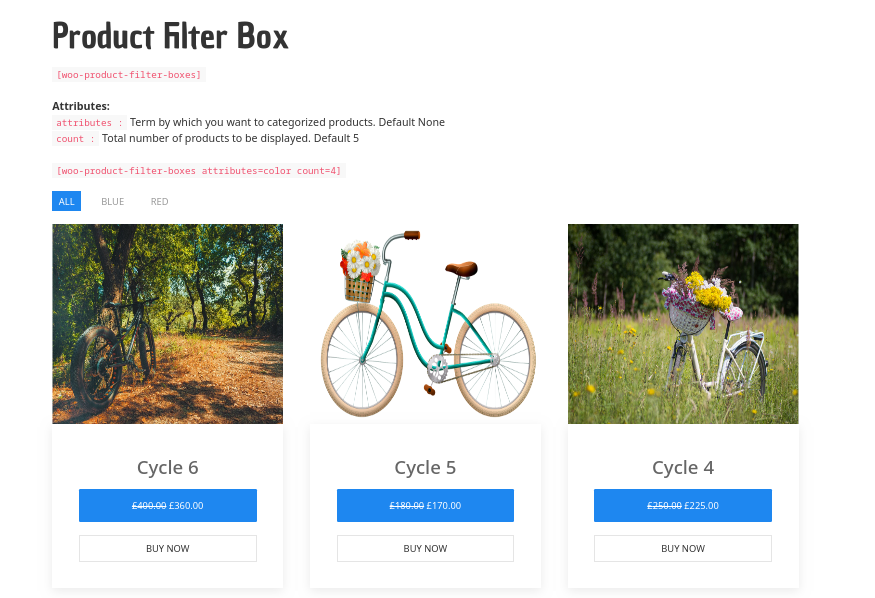 Product Filter Box
[woo-product-filter-boxes]
Attributes:
attributes : Term by which you want to categorized products. Default None
count : Total number of products to be displayed. Default 5
[woo-product-filter-boxes attributes=color count=4]
ALL BLUE RED
Cycle 6 Cycle 5 Cycle 4
£400.00 £360.00 £180.00 £170.00 £250.00 £225.00
BUY NOW BUY NOW BUY NOW